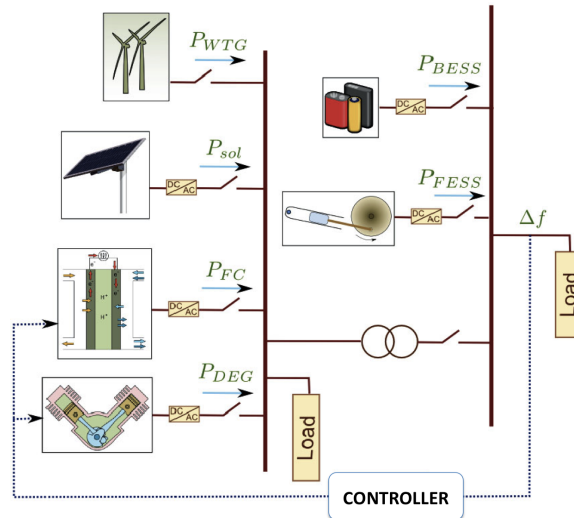 P_WTG
P_BESS
DC
AC
P_sol
DC
AC
P_FESS
DC
AC
Δf
P_FC
H⁺
H⁺
DC
AC
Load
P_DEG
DC
AC
Load
CONTROLLER